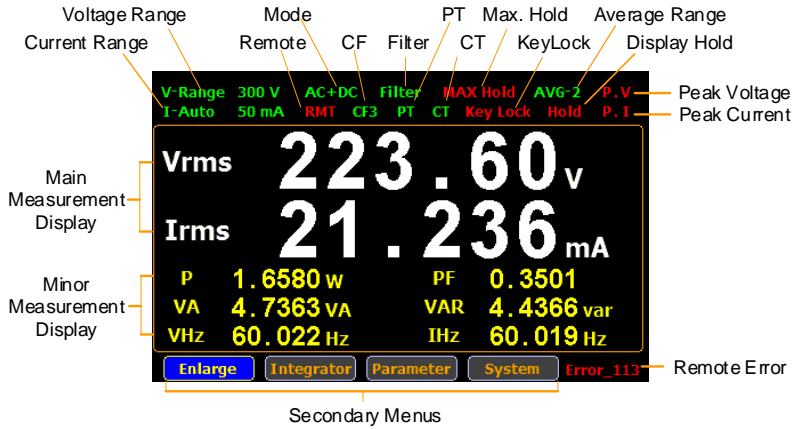 Voltage Range Mode PT Max. Hold Average Range
Current Range Remote CF Filter CT KeyLock Display Hold
V-Range 300 V AC+DC Filter MAX Hold AVG-2 P.V Peak Voltage
I-Auto 50 mA RMT CF3 PT CT Key Lock Hold P.I Peak Current
Vrms 223.60 V
Main
Measurement
Display
Irms 21.236 mA
P 1.6580 W PF 0.3501
Minor
Measurement
Display
VA 4.7363 VA VAR 4.4366 var
VHz 60.022 Hz IHz 60.019 Hz
Enlarge Integrator Parameter System Error_113 Remote Error
Secondary Menus